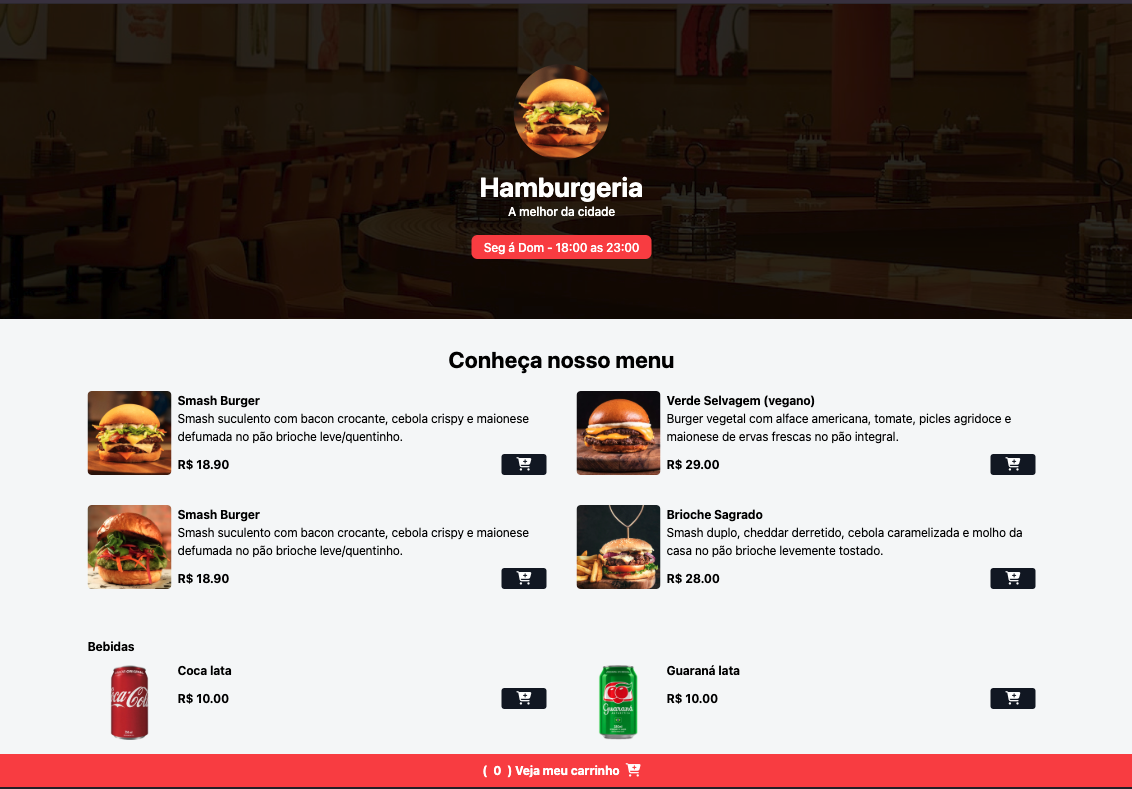 Hamburgeria
A melhor da cidade
Seg á Dom - 18:00 as 23:00
Conheça nosso menu
Smash Burger
Smash suculento com bacon crocante, cebola crispy e maionese
defumada no pão brioche leve/quentinho.
R$ 18.90
Verde Selvagem (vegano)
Burger vegetal com alface americana, tomate, picles agridoce e
maionese de ervas frescas no pão integral.
R$ 29.00
Smash Burger
Smash suculento com bacon crocante, cebola crispy e maionese
defumada no pão brioche leve/quentinho.
R$ 18.90
Brioche Sagrado
Smash duplo, cheddar derretido, cebola caramelizada e molho da
casa no pão brioche levemente tostado.
R$ 28.00
Bebidas
Coca lata
R$ 10.00
Coca-Cola
Guaraná lata
R$ 10.00
Guaraná
( 0 ) Veja meu carrinho